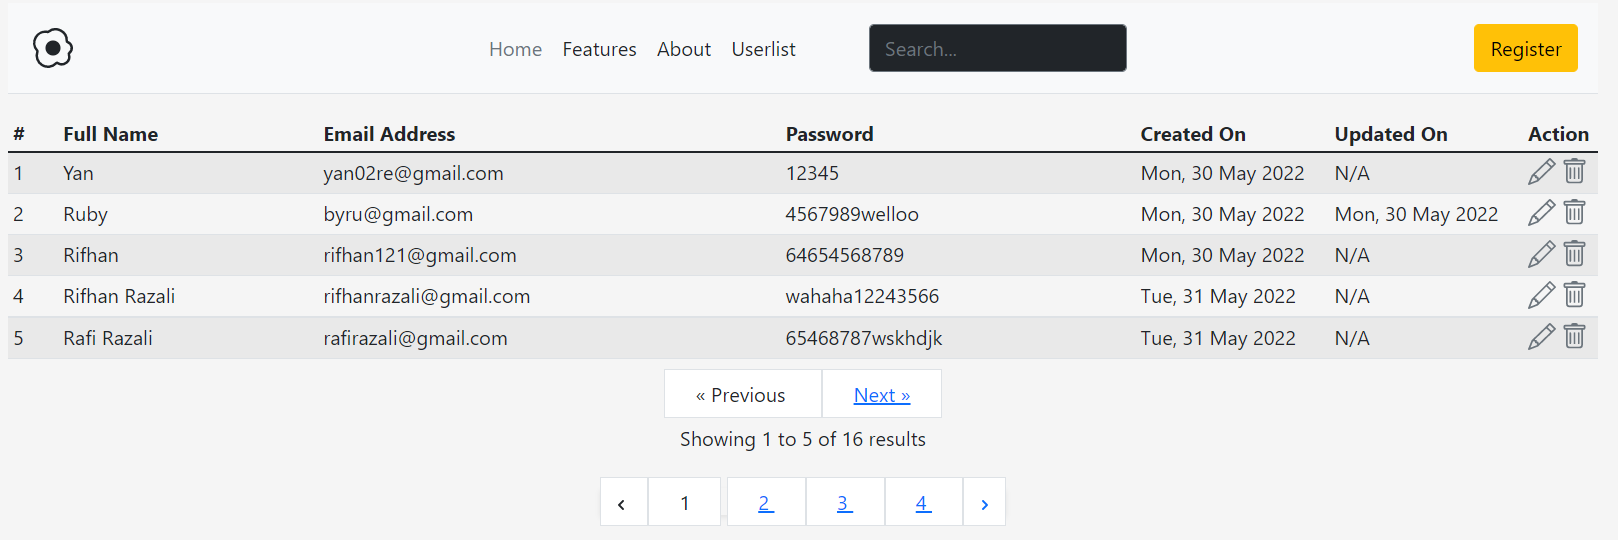 Home Features About Userlist Search... Register
# Full Name Email Address Password Created On Updated On Action
1 Yan yan02re@gmail.com 12345 Mon, 30 May 2022 N/A
2 Ruby byru@gmail.com 4567989welloo Mon, 30 May 2022 Mon, 30 May 2022
3 Rifhan rifhan121@gmail.com 64654568789 Mon, 30 May 2022 N/A
4 Rifhan Razali rifhanrazali@gmail.com wahaha12243566 Tue, 31 May 2022 N/A
5 Rafi Razali rafirazali@gmail.com 65468787wskhdjk Tue, 31 May 2022 N/A
« Previous Next »
Showing 1 to 5 of 16 results
‹ 1 2 3 4 ›